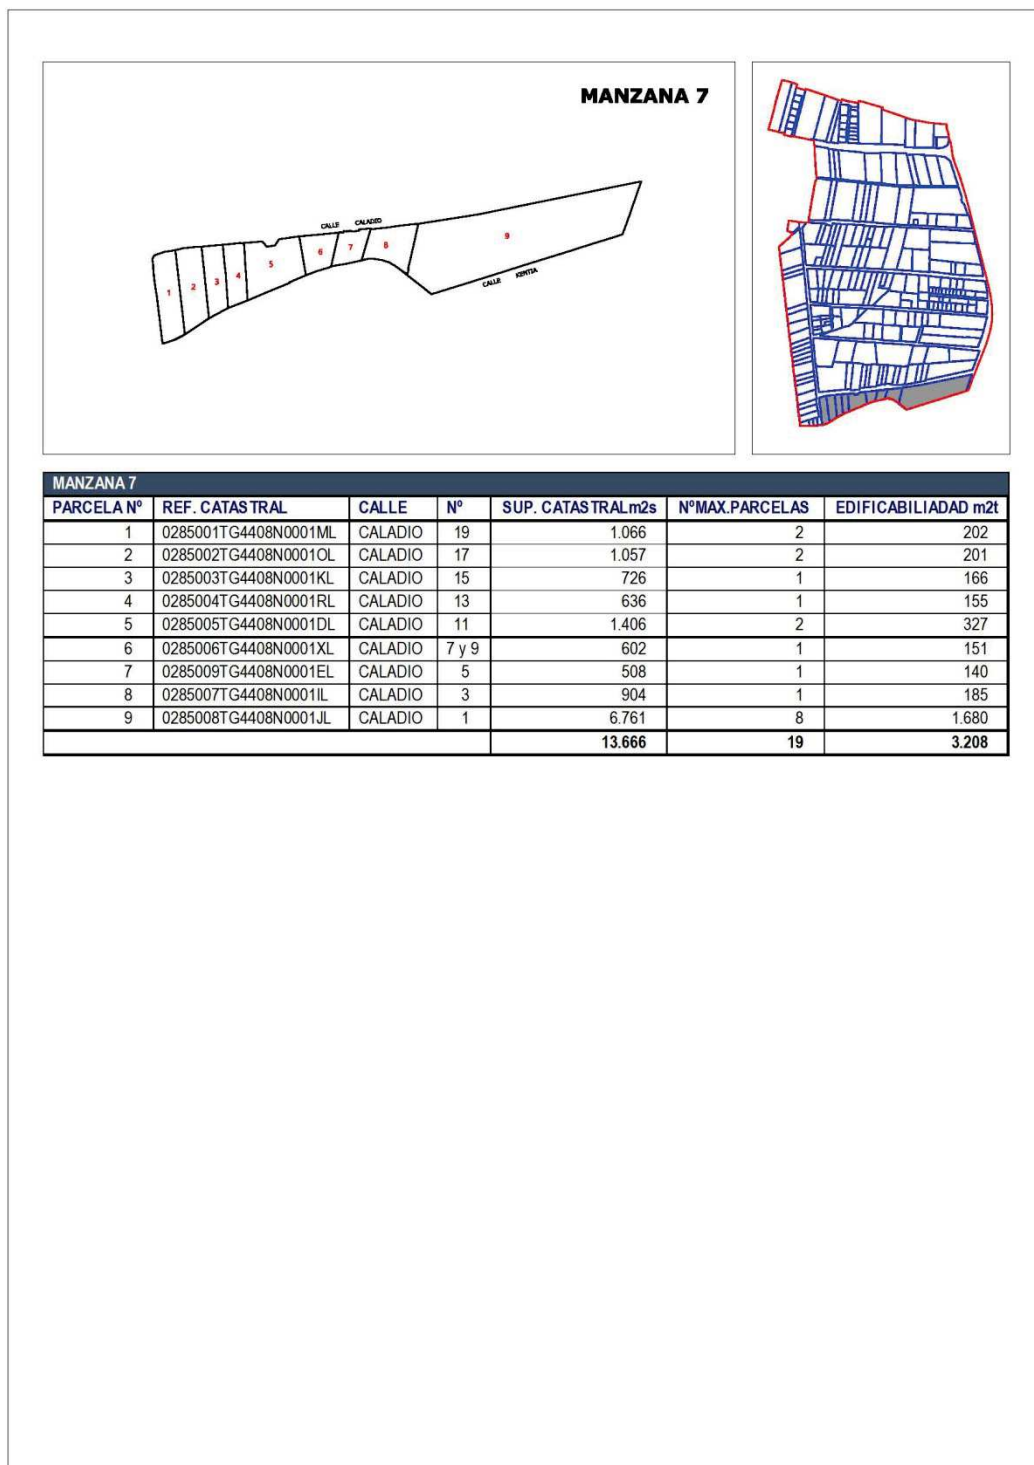 MANZANA 7
CALLE CALADIO
1 2 3 4 5 6 7 8 9
CALLE KENTIA
MANZANA 7
PARCELA Nº REF. CATASTRAL CALLE Nº SUP. CATASTRALm2s NºMAX.PARCELAS EDIFICABILIADAD m2t
1 0285001TG4408N0001ML CALADIO 19 1.066 2 202
2 0285002TG4408N0001OL CALADIO 17 1.057 2 201
3 0285003TG4408N0001KL CALADIO 15 726 1 166
4 0285004TG4408N0001RL CALADIO 13 636 1 155
5 0285005TG4408N0001DL CALADIO 11 1.406 2 327
6 0285006TG4408N0001XL CALADIO 7 y 9 602 1 151
7 0285009TG4408N0001EL CALADIO 5 508 1 140
8 0285007TG4408N0001IL CALADIO 3 904 1 185
9 0285008TG4408N0001JL CALADIO 1 6.761 8 1.680
13.666 19 3.208